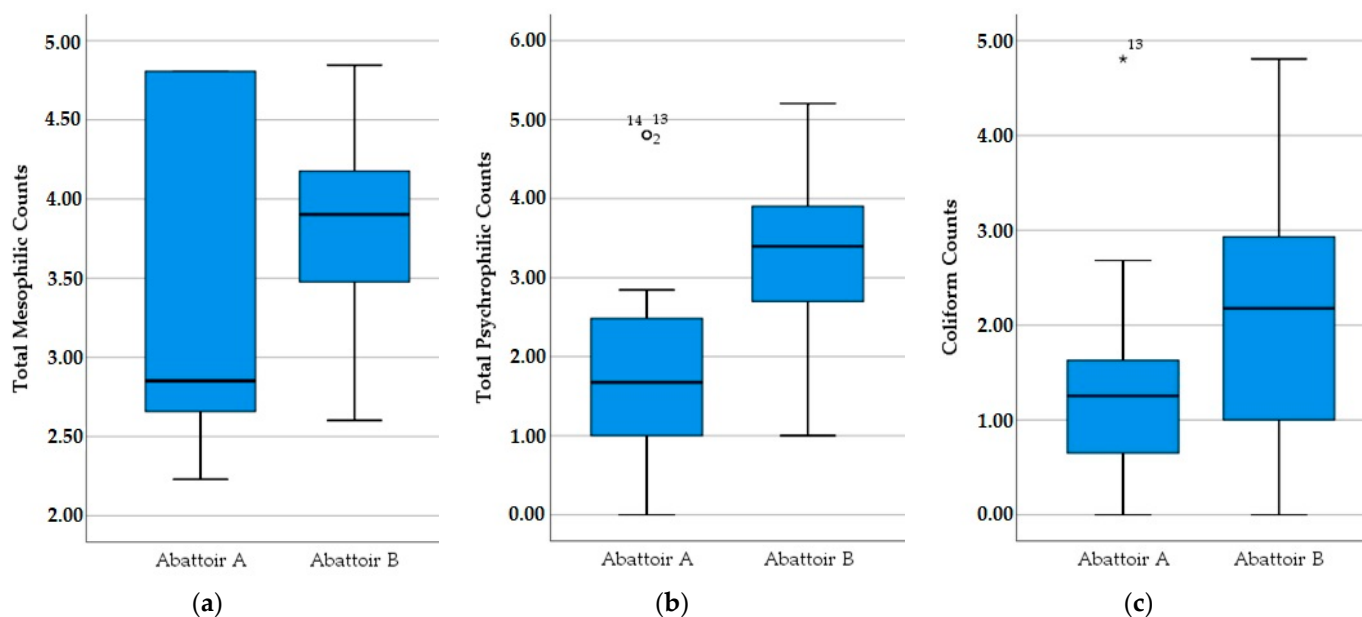 Total Mesophilic Counts
5.00
4.50
4.00
3.50
3.00
2.50
2.00
Abattoir A Abattoir B
(a)
Total Psychrophilic Counts
6.00
5.00
4.00
3.00
2.00
1.00
0.00
14 13
2
Abattoir A Abattoir B
(b)
Coliform Counts
5.00
4.00
3.00
2.00
1.00
0.00
13
*
Abattoir A Abattoir B
(c)